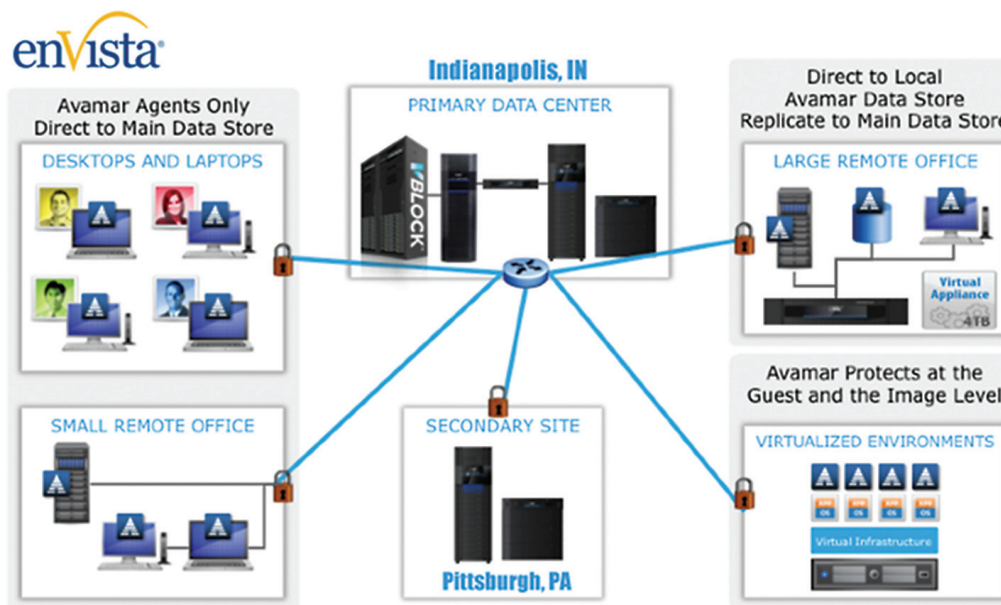 enVista
Avamar Agents Only
Direct to Main Data Store
DESKTOPS AND LAPTOPS
SMALL REMOTE OFFICE
Indianapolis, IN
PRIMARY DATA CENTER
VBLOCK
SECONDARY SITE
Pittsburgh, PA
Direct to Local
Avamar Data Store
Replicate to Main Data Store
LARGE REMOTE OFFICE
Virtual
Appliance
4TB
Avamar Protects at the
Guest and the Image Level
VIRTUALIZED ENVIRONMENTS
APP APP APP APP
OS OS OS OS
Virtual Infrastructure